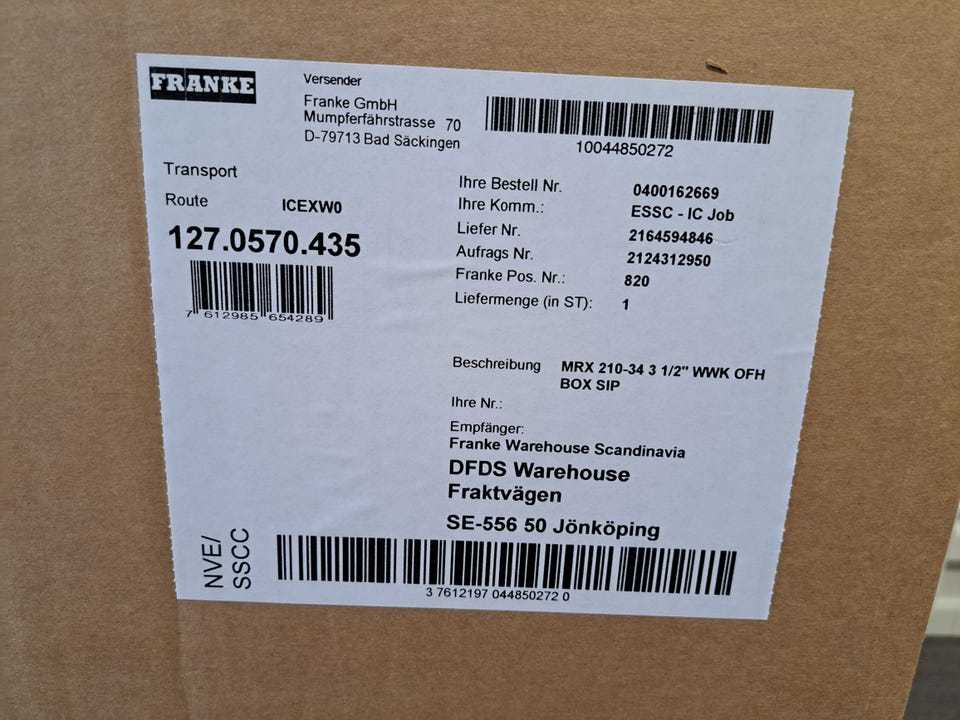 FRANKE
Versender
Franke GmbH
Mumpferfährstrasse 70
D-79713 Bad Säckingen
10044850272
Transport
Route ICEXW0
127.0570.435
7 612985 654289
Ihre Bestell Nr. 0400162669
Ihre Komm.: ESSC - IC Job
Liefer Nr. 2164594846
Aufrags Nr. 2124312950
Franke Pos. Nr.: 820
Liefermenge (in ST): 1
Beschreibung MRX 210-34 3 1/2" WWK OFH
BOX SIP
Ihre Nr.:
Empfänger:
Franke Warehouse Scandinavia
DFDS Warehouse
Fraktvägen
SE-556 50 Jönköping
NVE/
SSCC
3 7612197 044850272 0